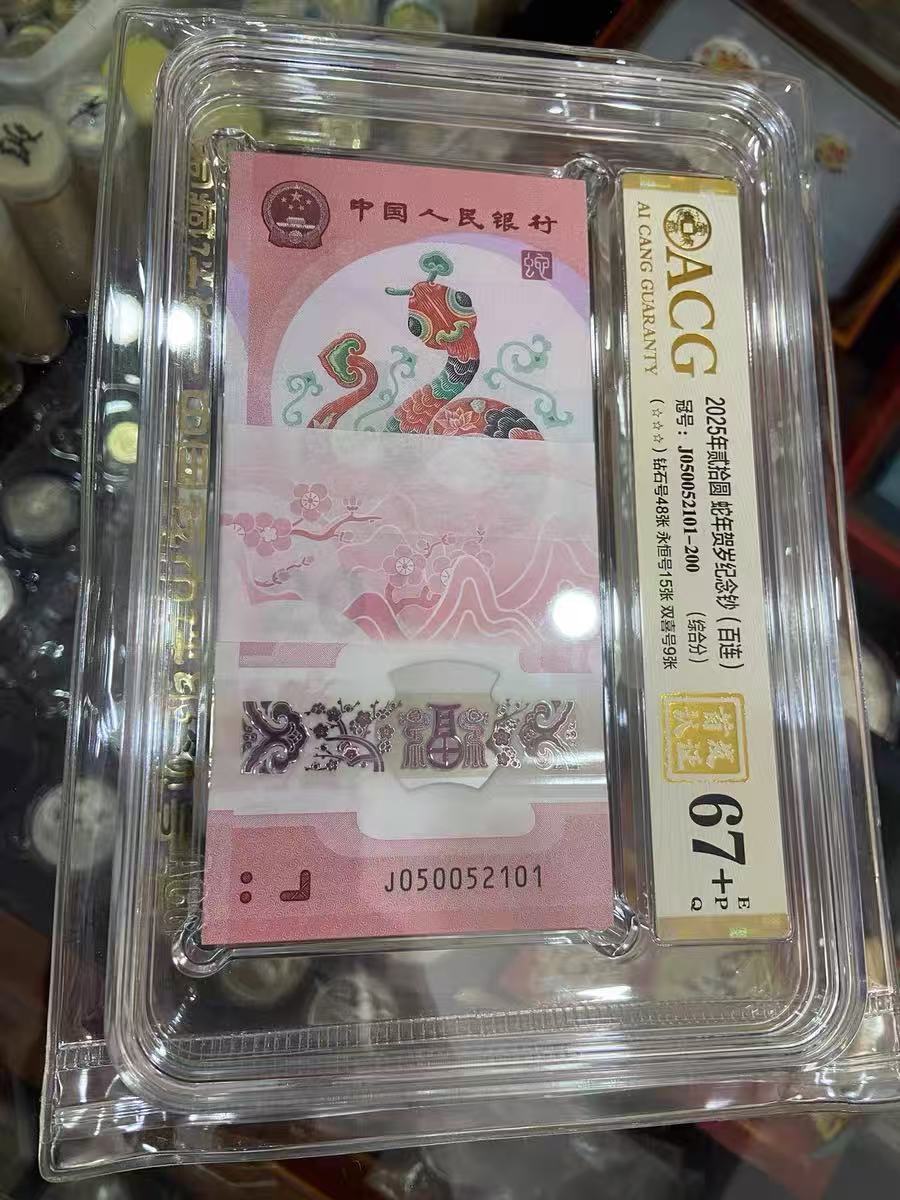 中国人民银行
蛇
J050052101
ACG
AI CANG GUARANTY
2025年贰拾圆 蛇年贺岁纪念钞（百连）
冠号：J050052101-200 （综合分）
（☆☆☆）钻石号48张 永恒号15张 双喜号9张
67+
E
P
Q